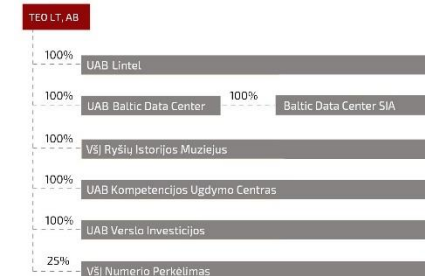 TEO LT, AB
100%
UAB Lintel
100%
UAB Baltic Data Center
100%
Baltic Data Center SIA
100%
VšĮ Ryšių Istorijos Muziejus
100%
UAB Kompetencijos Ugdymo Centras
100%
UAB Verslo Investicijos
25%
VšĮ Numerio Perkėlimas